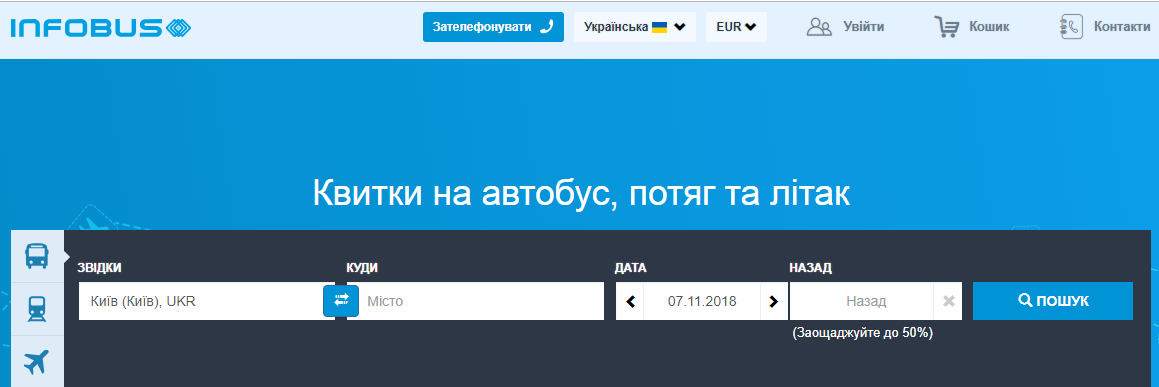 INFOBUS
Зателефонувати
Українська
EUR
Увійти
Кошик
Контакти
Квитки на автобус, потяг та літак
ЗВІДКИ
КУДИ
ДАТА
НАЗАД
Київ (Київ), UKR
Місто
07.11.2018
Назад
ПОШУК
(Заощаджуйте до 50%)